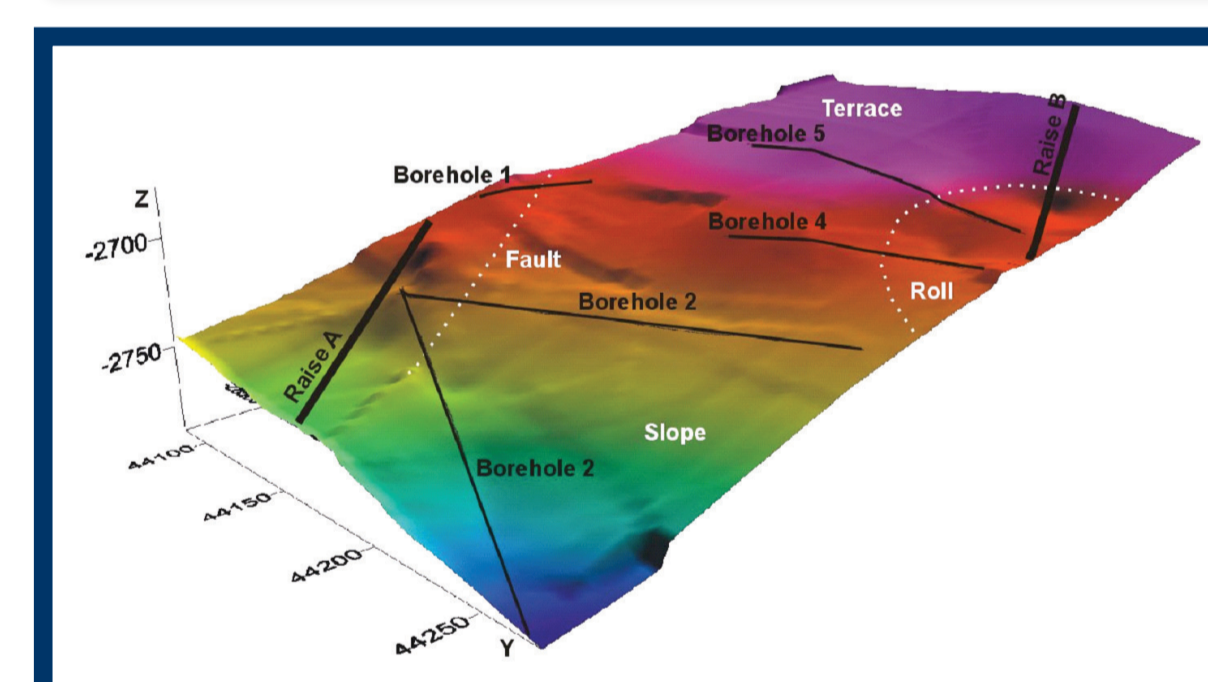 Terrace
Borehole 5
Raise B
Borehole 1
Z
-2700
Borehole 4
Fault
Roll
Borehole 2
-2750
Raise A
Slope
44100
Borehole 2
44150
44200
44250
Y